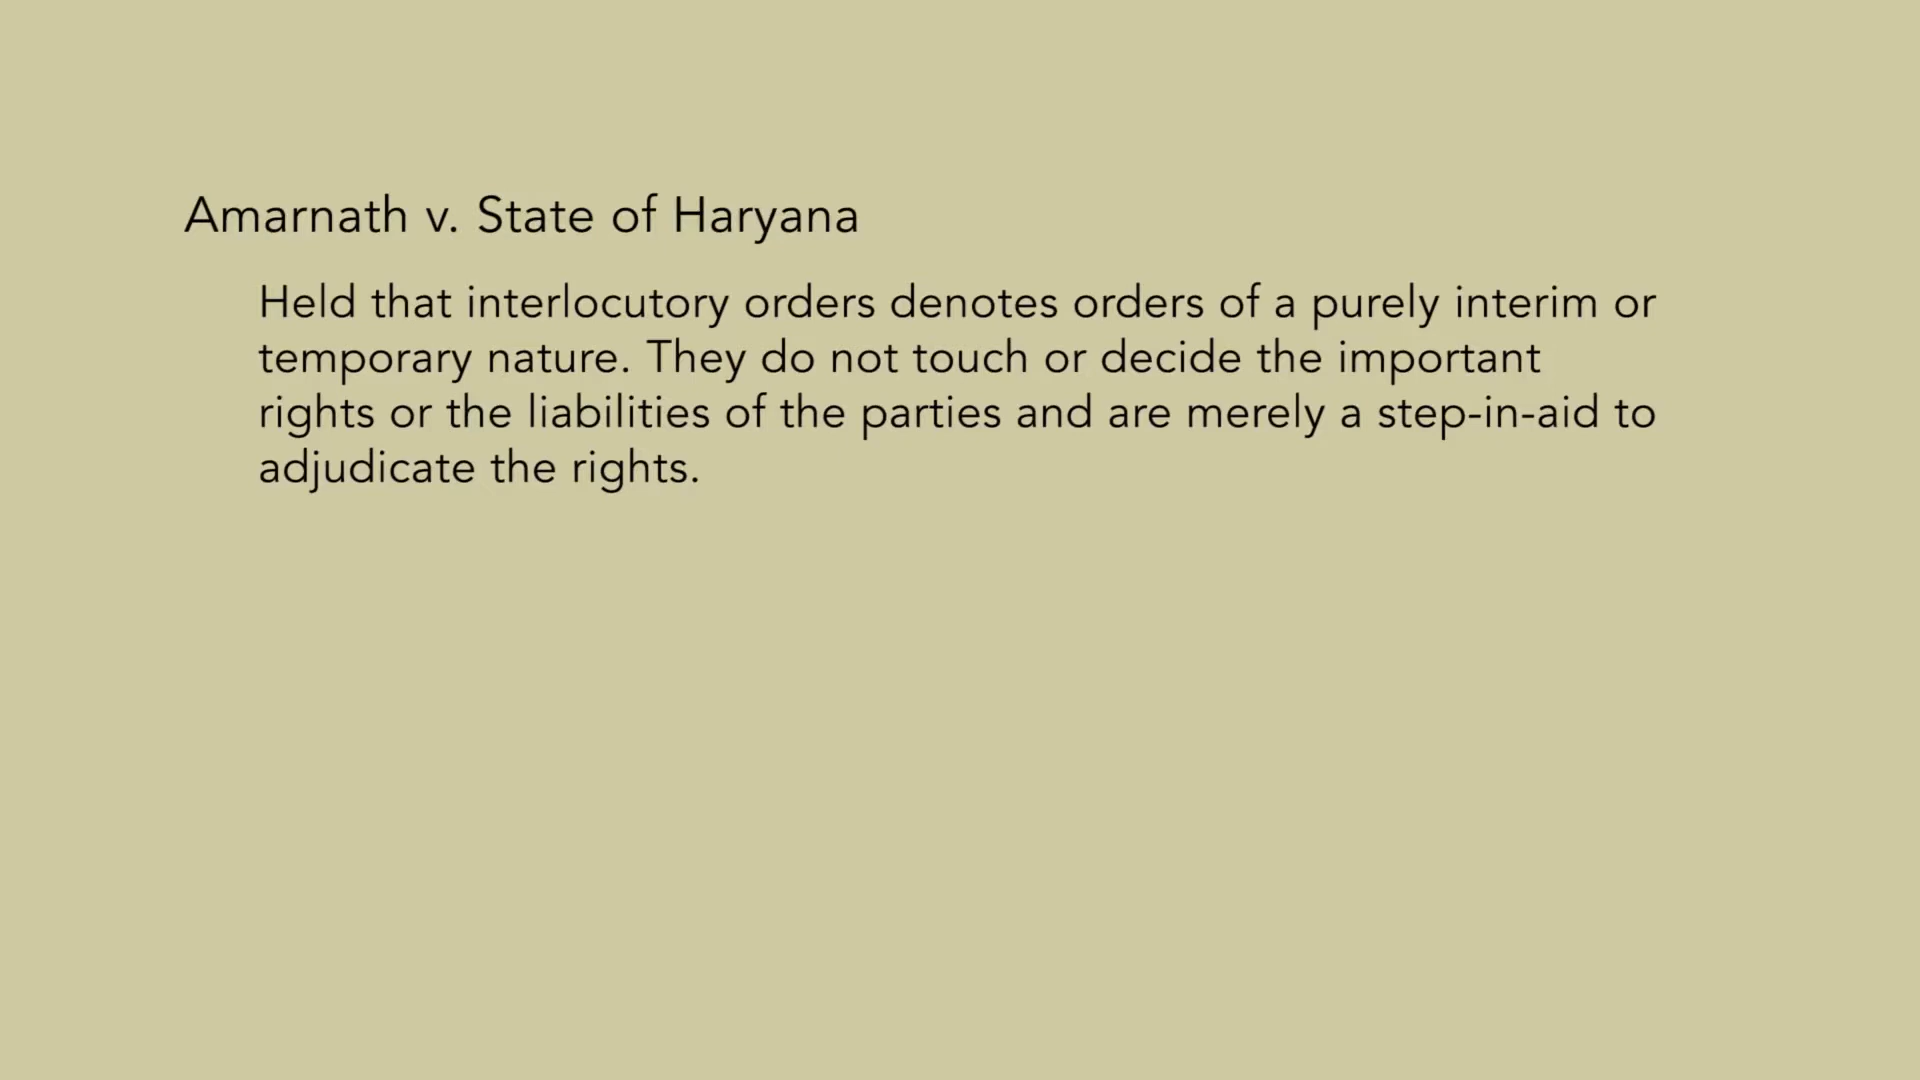 Amarnath v. State of Haryana
Held that interlocutory orders denotes orders of a purely interim or
temporary nature. They do not touch or decide the important
rights or the liabilities of the parties and are merely a step-in-aid to
adjudicate the rights.